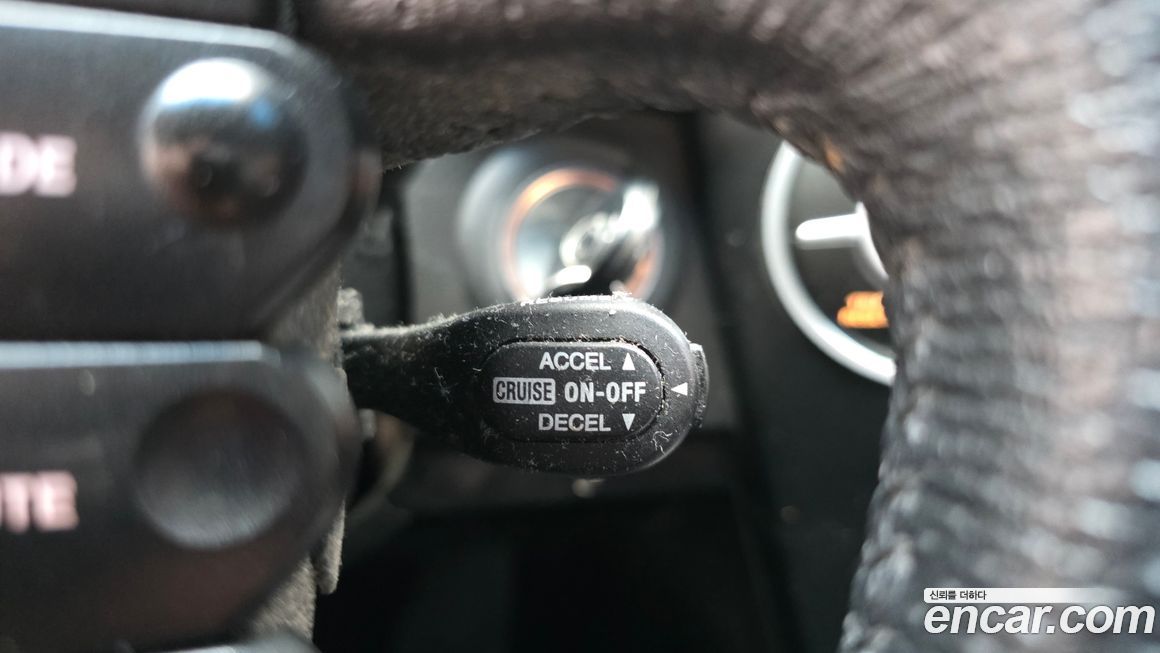 DE
ACCEL ▲
CRUISE ON-OFF ◄
DECEL ▼
TE
신뢰를 더하다
encar.com